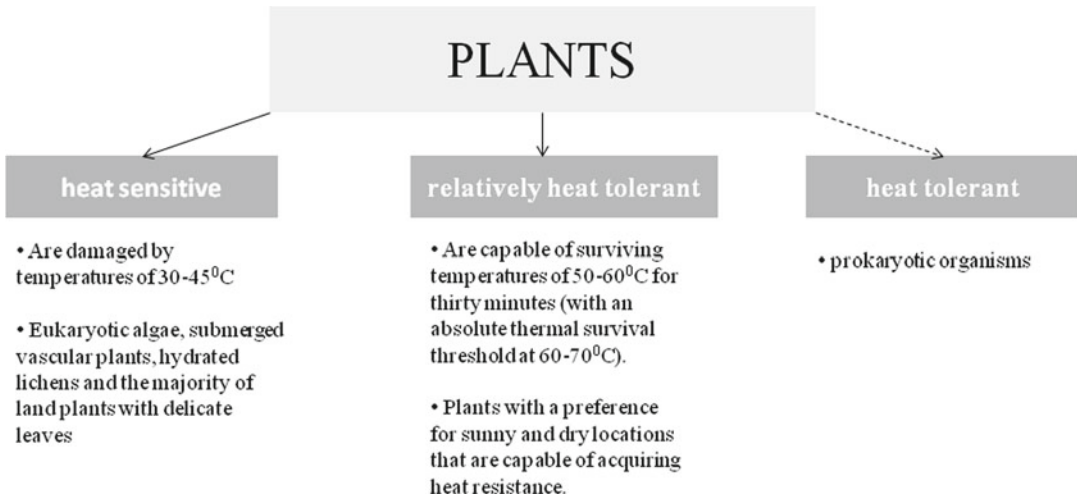 PLANTS
heat sensitive
• Are damaged by
temperatures of 30-45⁰C
• Eukaryotic algae, submerged
vascular plants, hydrated
lichens and the majority of
land plants with delicate
leaves
relatively heat tolerant
• Are capable of surviving
temperatures of 50-60⁰C for
thirty minutes (with an
absolute thermal survival
threshold at 60-70⁰C).
• Plants with a preference
for sunny and dry locations
that are capable of acquiring
heat resistance.
heat tolerant
• prokaryotic organisms